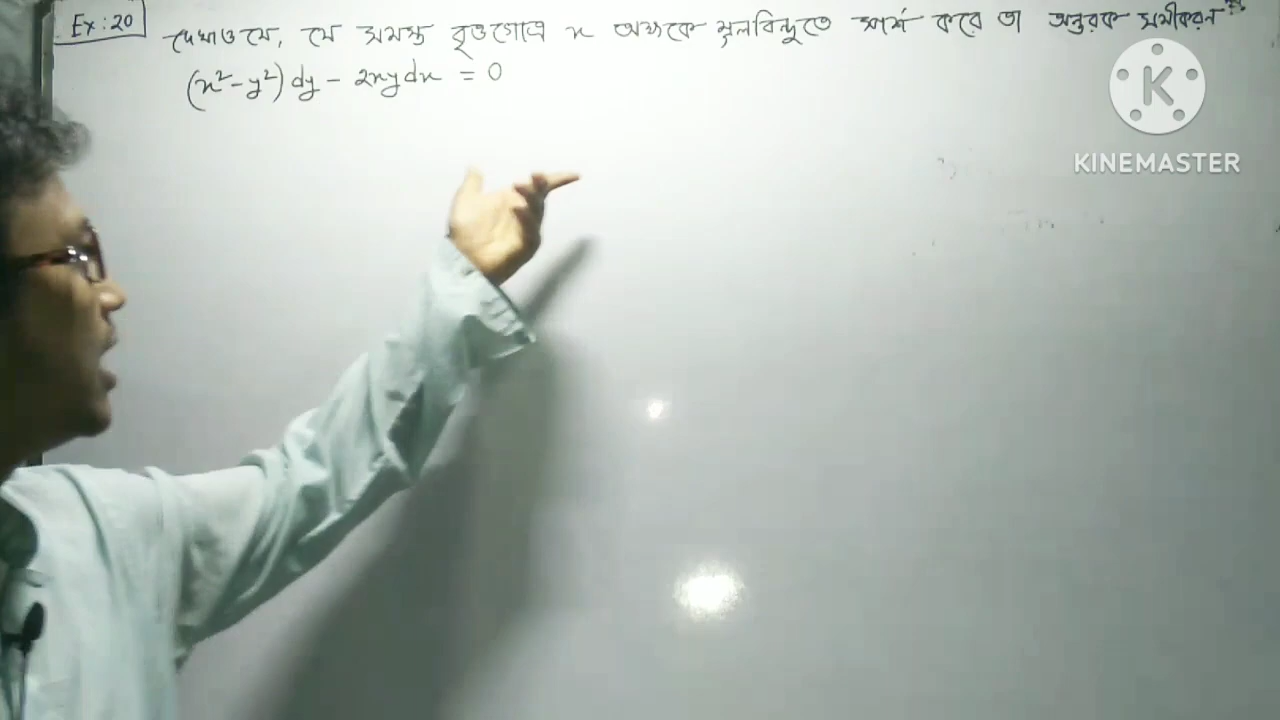 Ex: 20
দেখাও যে, যে সমস্ত বৃত্তগোত্র x অক্ষকে মূলবিন্দুতে স্পর্শ করে তা অন্তরক সমীকরণ
(x² - y²) dy - 2xy dx = 0
K
KINEMASTER